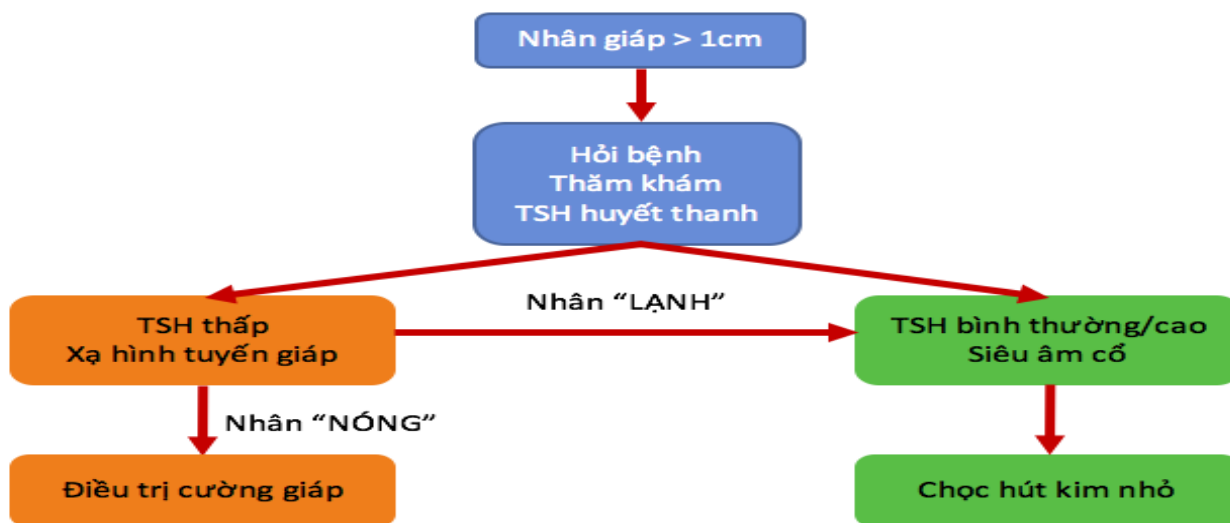 Nhân giáp > 1cm
Hỏi bệnh
Thăm khám
TSH huyết thanh
Nhân “LẠNH”
TSH thấp
Xạ hình tuyến giáp
TSH bình thường/cao
Siêu âm cổ
Nhân “NÓNG”
Điều trị cường giáp
Chọc hút kim nhỏ